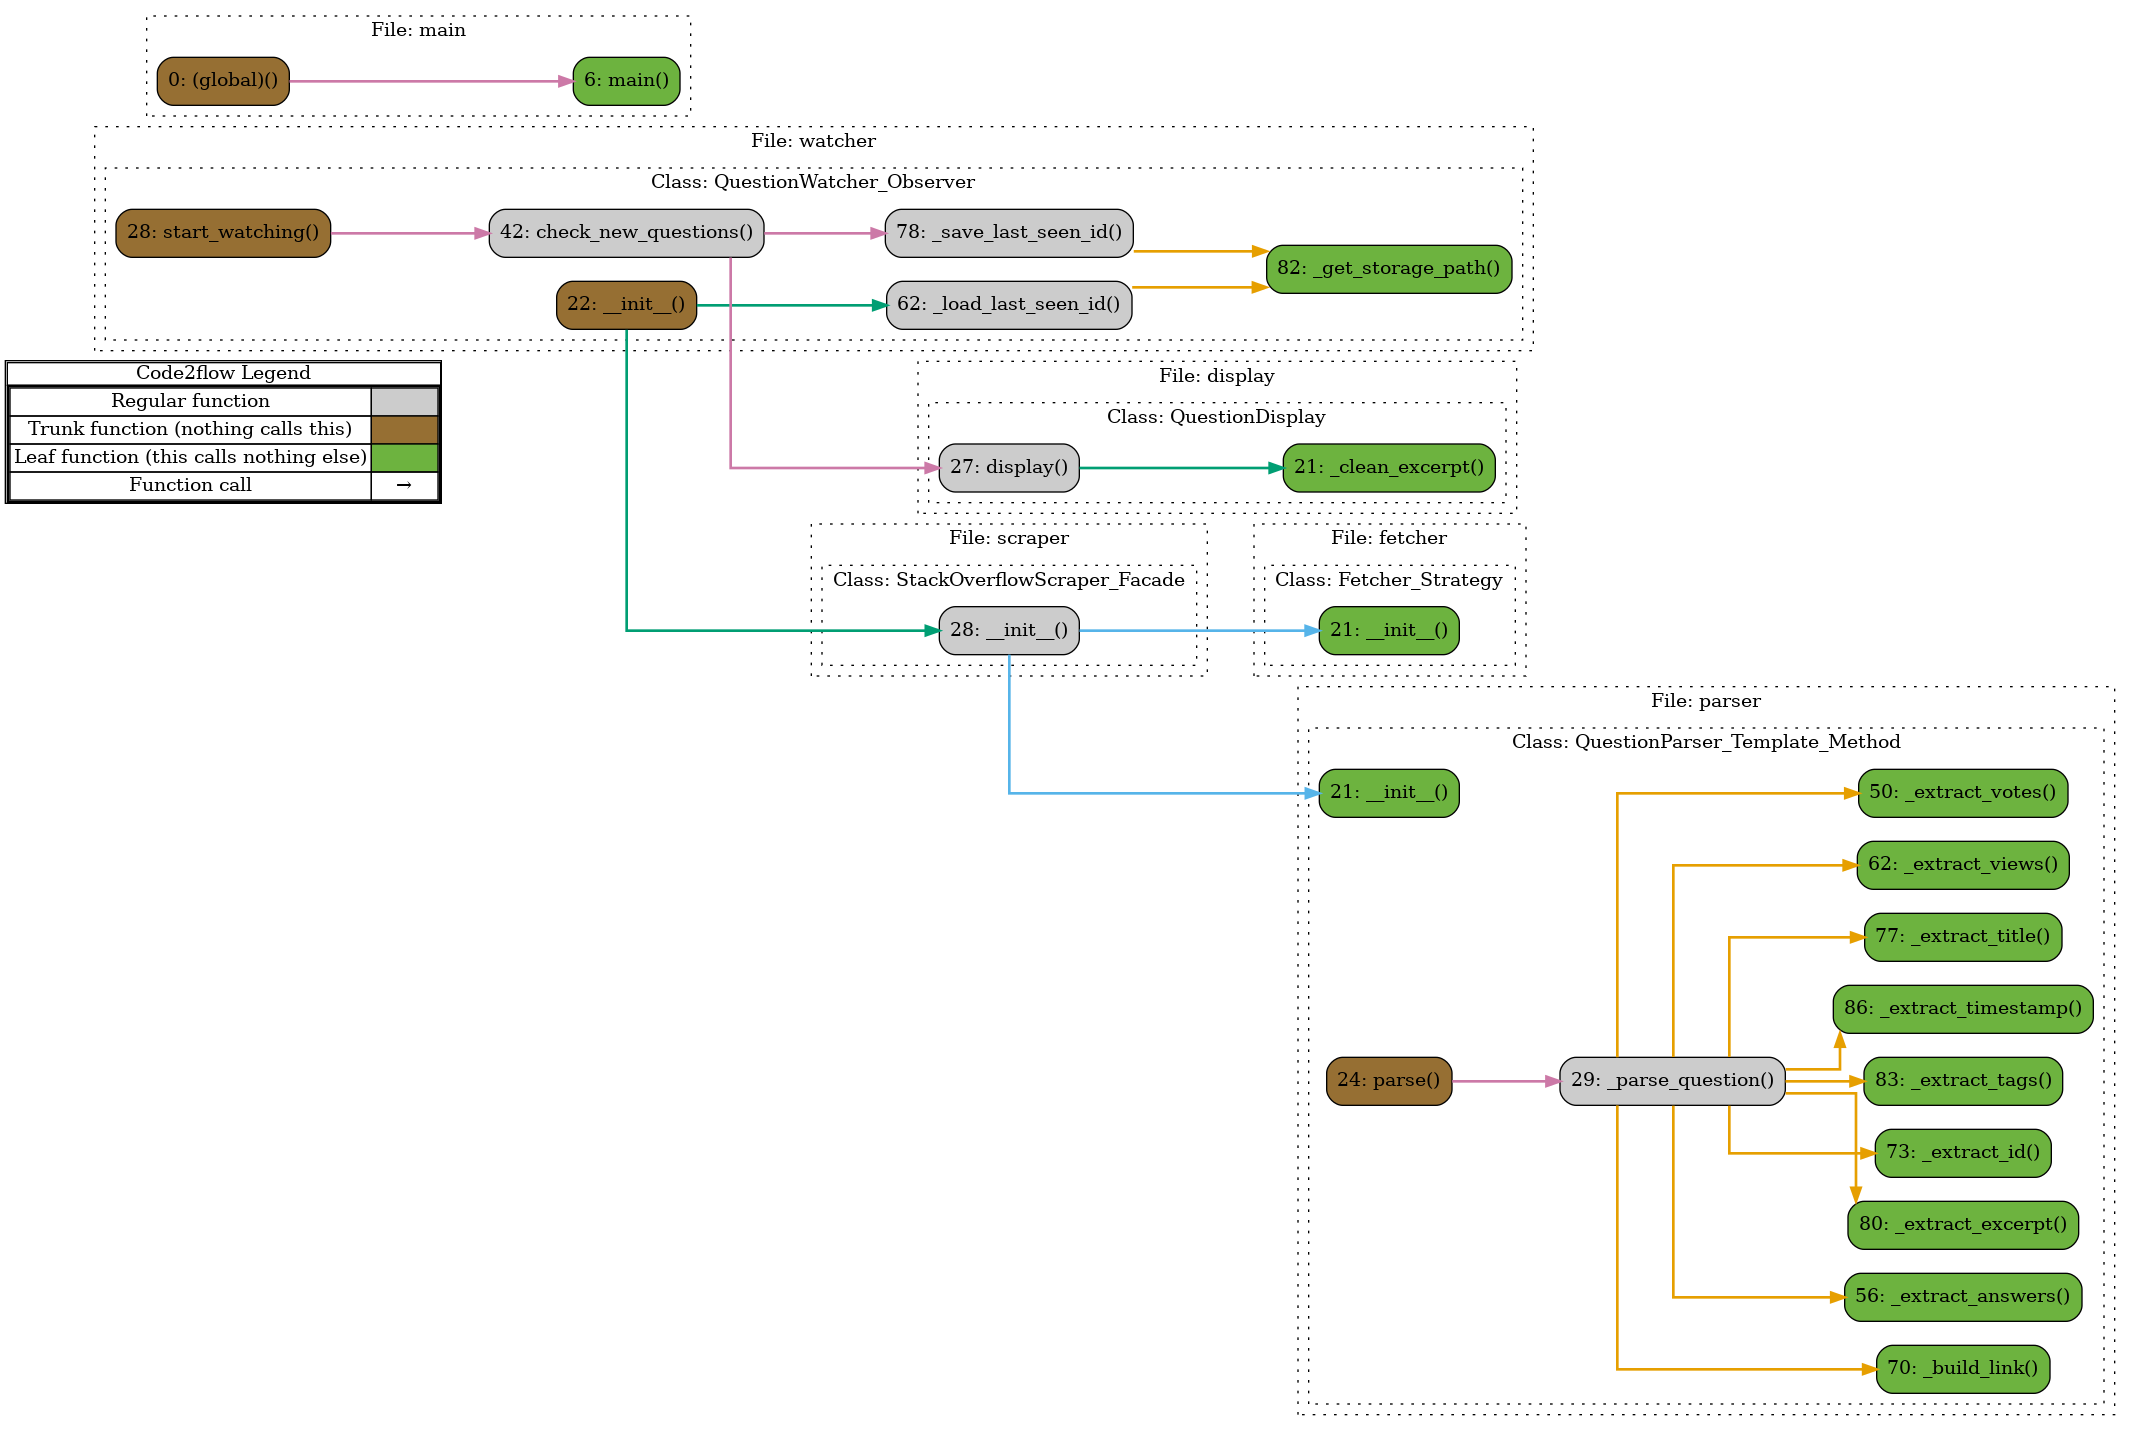 File: main
0: (global)()
6: main()
File: watcher
Class: QuestionWatcher_Observer
28: start_watching()
42: check_new_questions()
78: _save_last_seen_id()
82: _get_storage_path()
22: __init__()
62: _load_last_seen_id()
Code2flow Legend
Regular function
Trunk function (nothing calls this)
Leaf function (this calls nothing else)
Function call →
File: display
Class: QuestionDisplay
27: display()
21: _clean_excerpt()
File: scraper
Class: StackOverflowScraper_Facade
28: __init__()
File: fetcher
Class: Fetcher_Strategy
21: __init__()
File: parser
Class: QuestionParser_Template_Method
21: __init__()
50: _extract_votes()
62: _extract_views()
77: _extract_title()
86: _extract_timestamp()
24: parse()
29: _parse_question()
83: _extract_tags()
73: _extract_id()
80: _extract_excerpt()
56: _extract_answers()
70: _build_link()